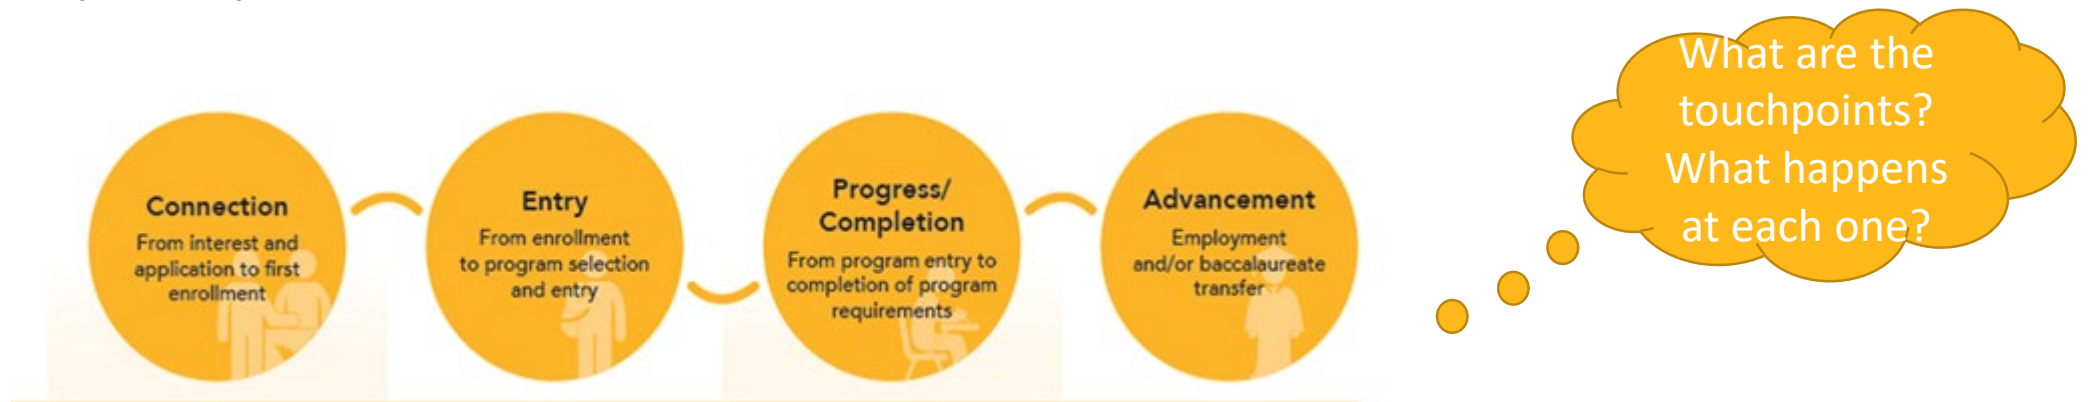 Connection
From interest and
application to first
enrollment
Entry
From enrollment
to program selection
and entry
Progress/
Completion
From program entry to
completion of program
requirements
Advancement
Employment
and/or baccalaureate
transfer
What are the
touchpoints?
What happens
at each one?